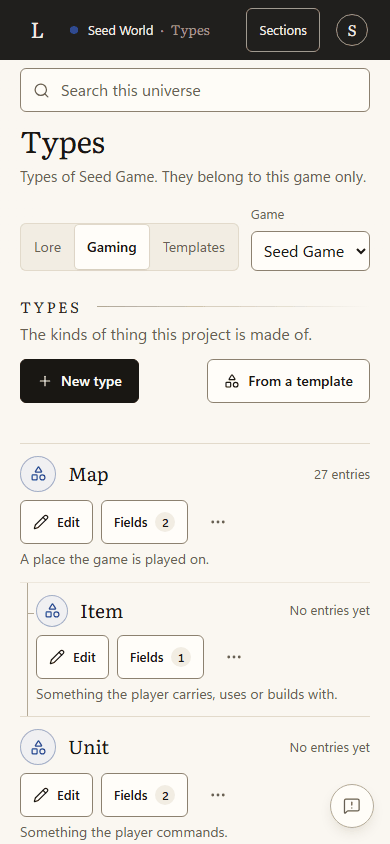 L
Seed World · Types
Sections
S
Search this universe
Types
Types of Seed Game. They belong to this game only.
Game
Lore
Gaming
Templates
Seed Game
TYPES
The kinds of thing this project is made of.
New type
From a template
Map
27 entries
Edit
Fields 2
A place the game is played on.
Item
No entries yet
Edit
Fields 1
Something the player carries, uses or builds with.
Unit
No entries yet
Edit
Fields 2
Something the player commands.